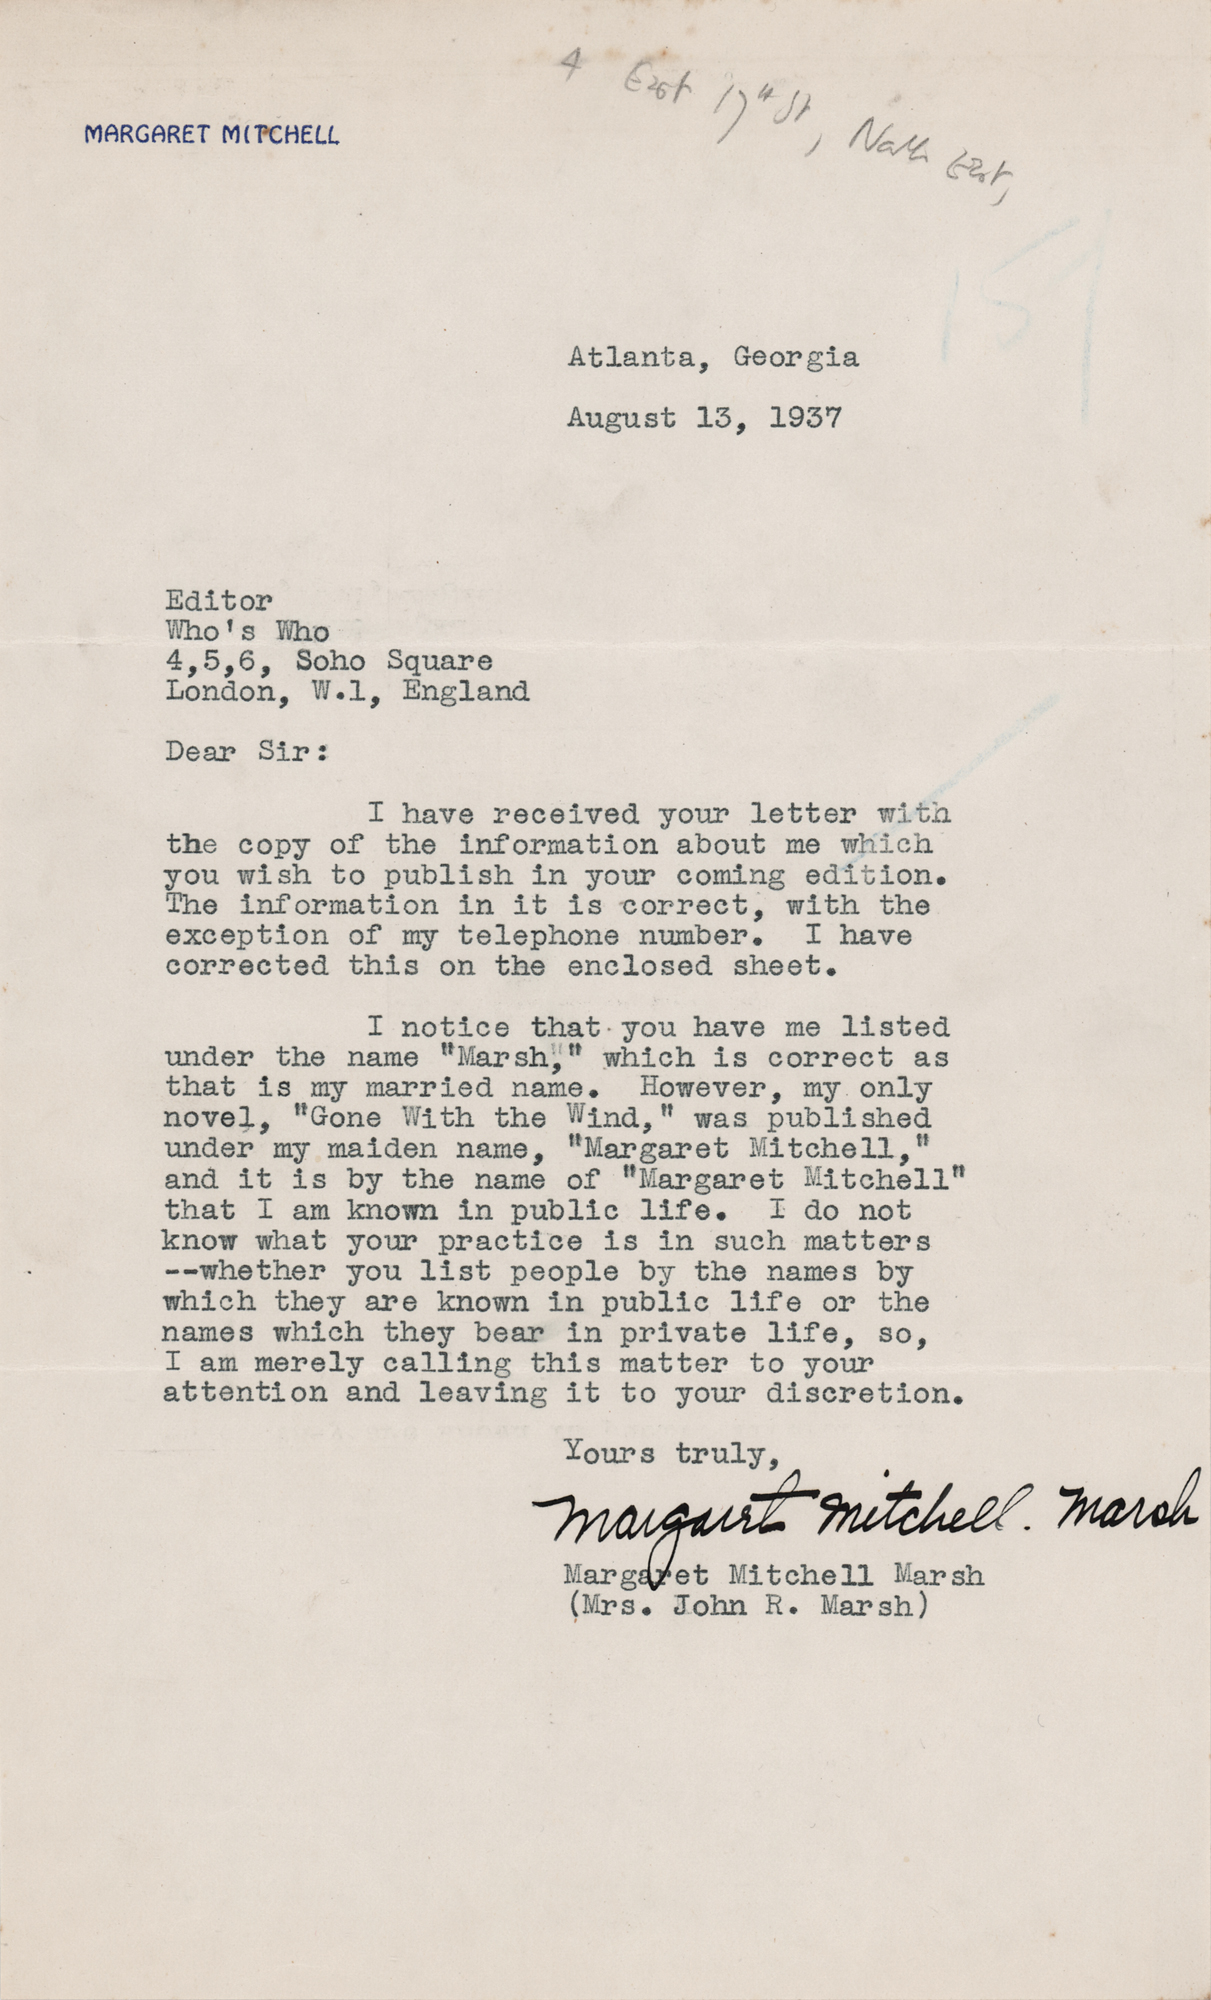 4 East 17th St, North East,
MARGARET MITCHELL
Atlanta, Georgia
August 13, 1937
Editor
Who's Who
4,5,6, Soho Square
London, W.1, England
Dear Sir:
I have received your letter with
the copy of the information about me which
you wish to publish in your coming edition.
The information in it is correct, with the
exception of my telephone number. I have
corrected this on the enclosed sheet.
I notice that you have me listed
under the name "Marsh," which is correct as
that is my married name. However, my only
novel, "Gone With the Wind," was published
under my maiden name, "Margaret Mitchell,"
and it is by the name of "Margaret Mitchell"
that I am known in public life. I do not
know what your practice is in such matters
--whether you list people by the names by
which they are known in public life or the
names which they bear in private life, so,
I am merely calling this matter to your
attention and leaving it to your discretion.
Yours truly,
Margaret Mitchell. Marsh
Margaret Mitchell Marsh
(Mrs. John R. Marsh)